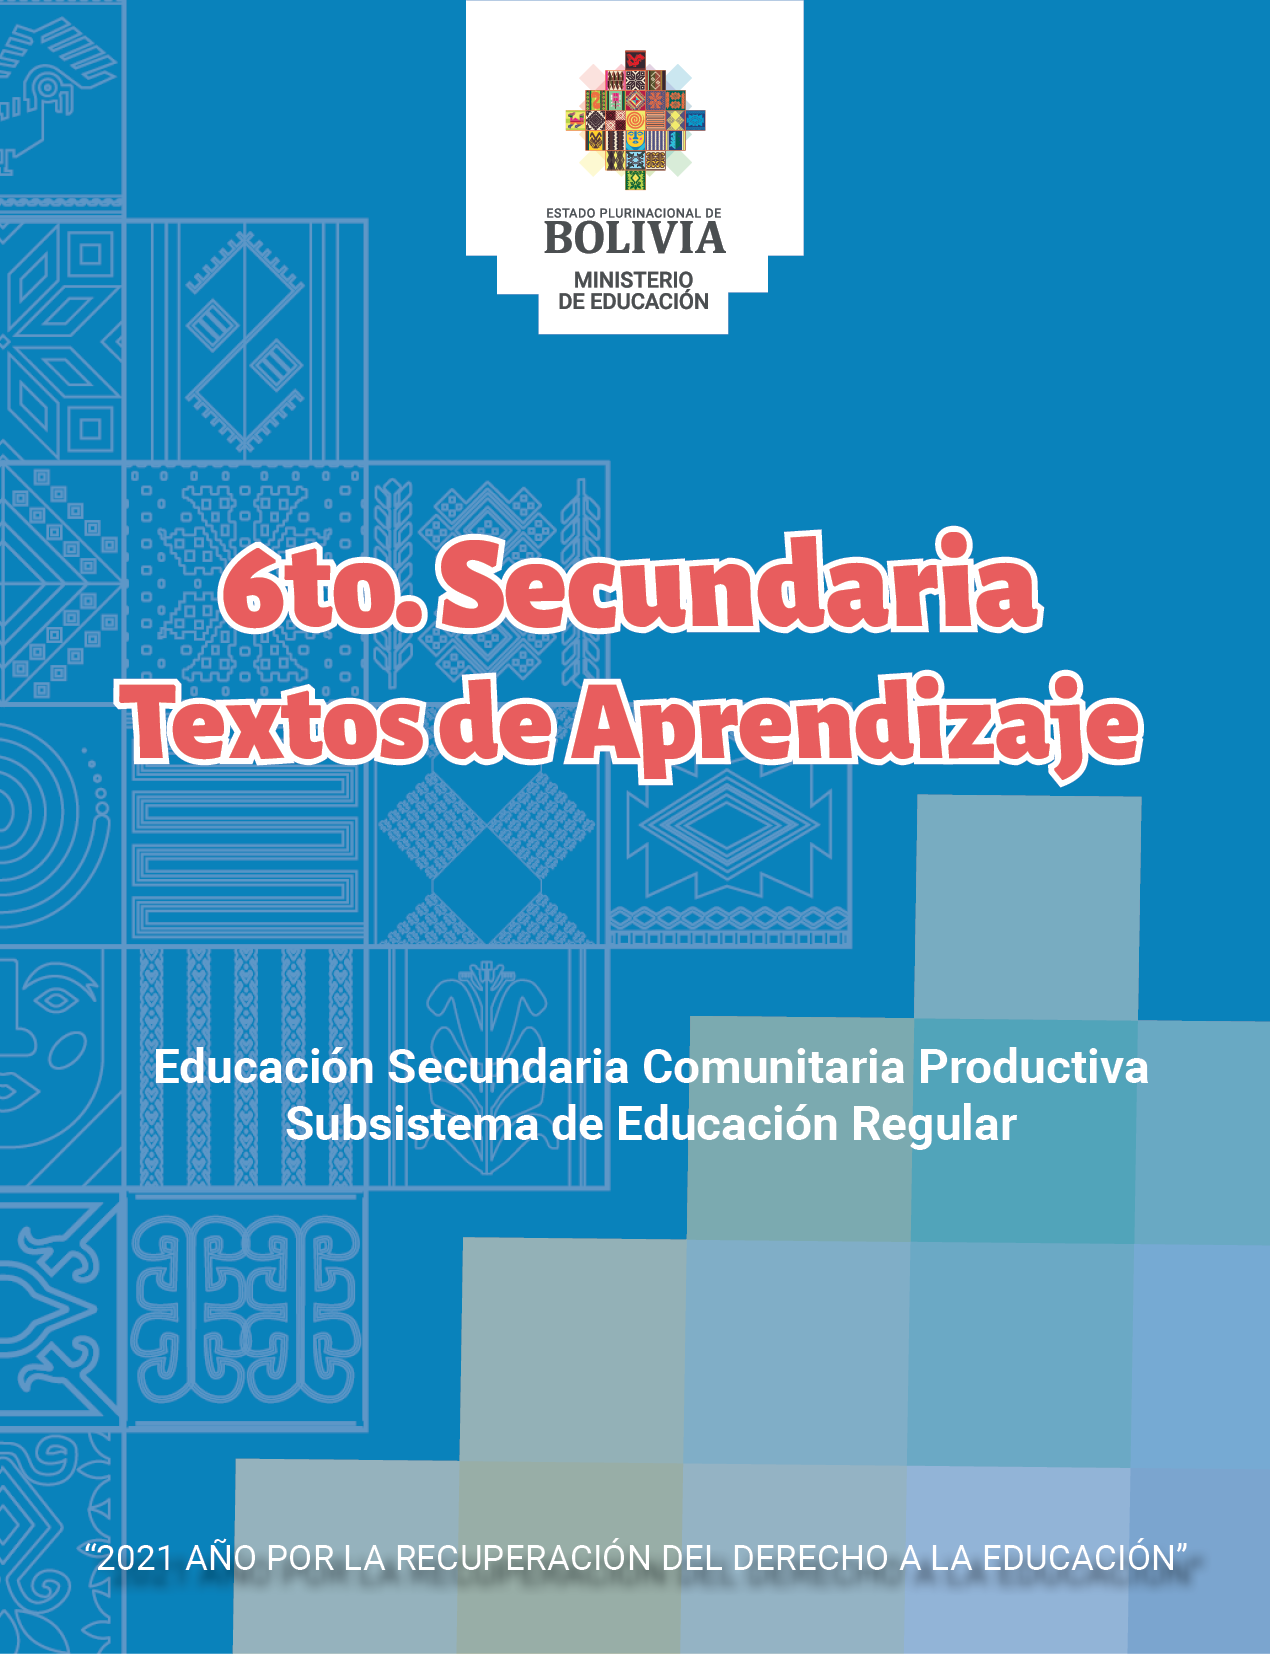 ESTADO PLURINACIONAL DE
BOLIVIA
MINISTERIO
DE EDUCACIÓN
6to. Secundaria
Textos de Aprendizaje
Educación Secundaria Comunitaria Productiva
Subsistema de Educación Regular
“2021 AÑO POR LA RECUPERACIÓN DEL DERECHO A LA EDUCACIÓN”